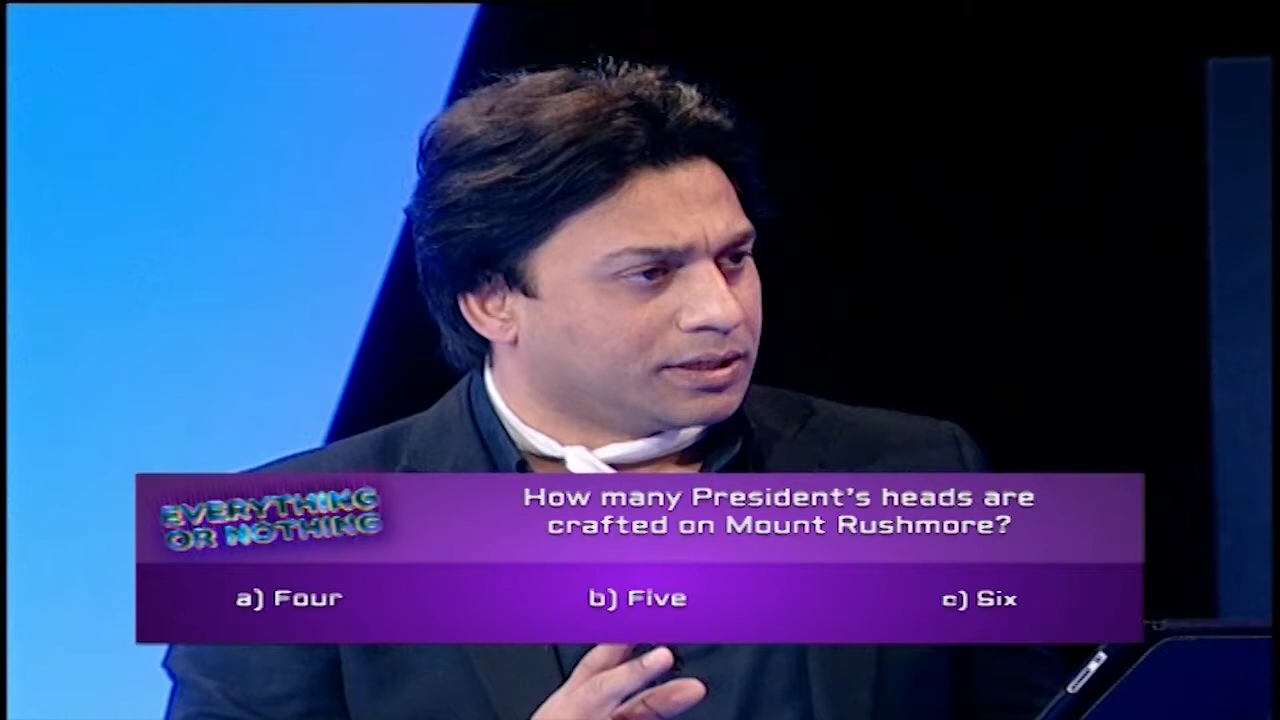 EVERYTHING
OR NOTHING
How many President's heads are
crafted on Mount Rushmore?
a) Four
b) Five
c) Six